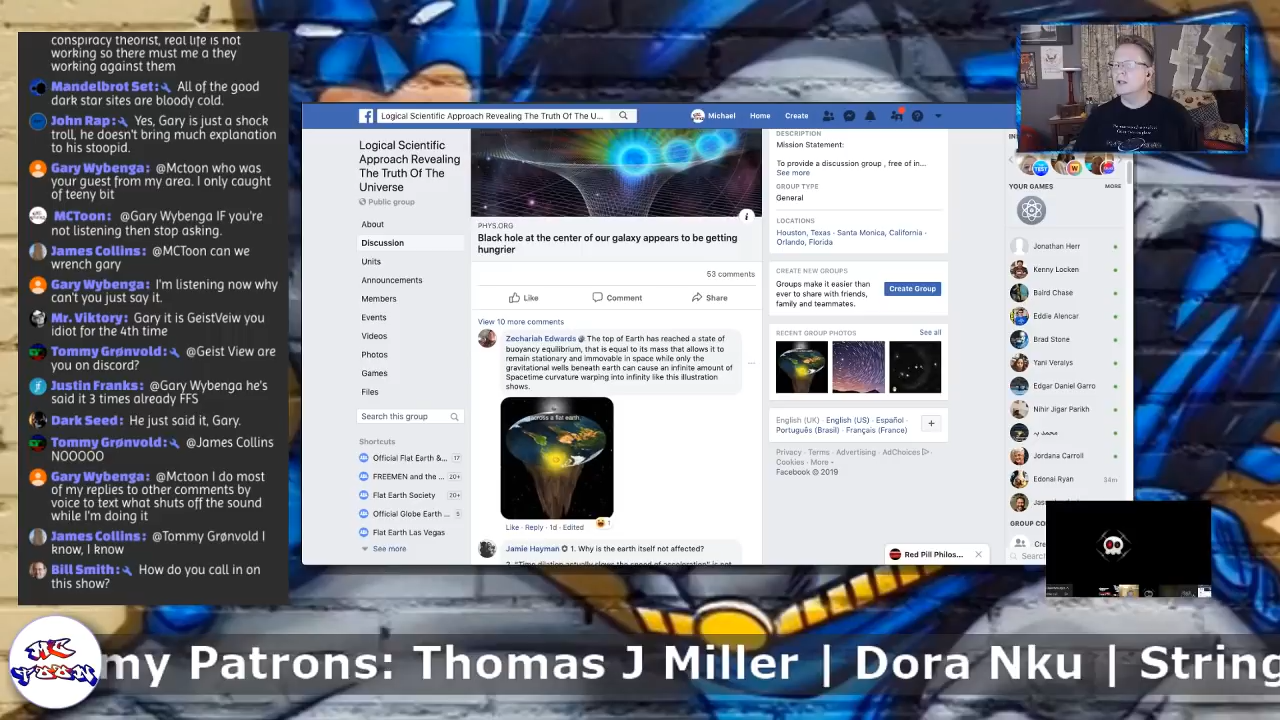 conspiracy theorist, real life is not
working so there must me a they
working against them
Mandelbrot Set: All of the good
dark star sites are bloody cold.
John Rap: Yes, Gary is just a shock
troll, he doesn't bring much explanation
to his stoopid.
Gary Wybenga: @Mctoon who was
your guest from my area. I only caught
of teeny bit
MCToon: @Gary Wybenga IF you're
not listening then stop asking.
James Collins: @MCToon can we
wrench gary
Gary Wybenga: I'm listening now why
can't you just say it.
Mr. Viktory: Gary it is GeistVeiw you
idiot for the 4th time
Tommy Grønvold: @Geist View are
you on discord?
Justin Franks: @Gary Wybenga he's
said it 3 times already FFS
Dark Seed: He just said it, Gary.
Tommy Grønvold: @James Collins
NOOOOO
Gary Wybenga: @Mctoon I do most
of my replies to other comments by
voice to text what shuts off the sound
while I'm doing it
James Collins: @Tommy Grønvold I
know, I know
Bill Smith: How do you call in on
this show?
Logical Scientific Approach Revealing The Truth Of The U...
Michael
Home
Create
Logical Scientific
Approach Revealing
The Truth Of The
Universe
Public group
About
Discussion
Units
Announcements
Members
Events
Videos
Photos
Games
Files
Search this group
Shortcuts
Official Flat Earth &... 17
FREEMEN and the ... 20+
Flat Earth Society 20+
Official Globe Earth ... 5
Flat Earth Las Vegas
See more
PHYS.ORG
Black hole at the center of our galaxy appears to be getting
hungrier
53 comments
Like
Comment
Share
View 10 more comments
Zechariah Edwards The top of Earth has reached a state of
buoyancy equilibrium, that is equal to its mass that allows it to
remain stationary and immovable in space while only the
gravitational wells beneath earth can cause an infinite amount of
Spacetime curvature warping into infinity like this illustration
shows.
across a flat earth
Like · Reply · 1d · Edited
1
Jamie Hayman 1. Why is the earth itself not affected?
2. "Time dilation actually slows the speed of acceleration" is not
DESCRIPTION
Mission Statement:
To provide a discussion group , free of in...
See more
GROUP TYPE
General
LOCATIONS
Houston, Texas · Santa Monica, California ·
Orlando, Florida
CREATE NEW GROUPS
Groups make it easier than
ever to share with friends,
family and teammates.
Create Group
RECENT GROUP PHOTOS
See all
English (UK) · English (US) · Español ·
Português (Brasil) · Français (France)
Privacy · Terms · Advertising · AdChoices ·
Cookies · More
Facebook © 2019
Red Pill Philos...
YOUR GAMES
MORE
Jonathan Herr
Kenny Locken
Baird Chase
Eddie Alencar
Brad Stone
Yani Veralys
Edgar Daniel Garro
Nihir Jigar Parikh
Jordana Carroll
Edonai Ryan 34m
GROUP CO
Cre
Search
MC
TOON
my Patrons: Thomas J Miller | Dora Nku | String